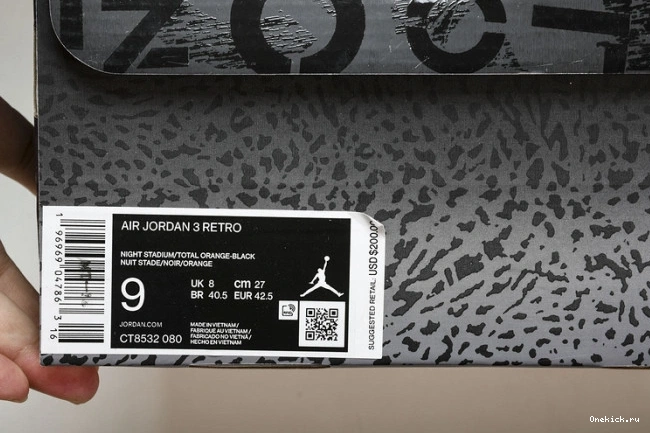 AIR JORDAN 3 RETRO
NIGHT STADIUM/TOTAL ORANGE-BLACK
NUIT STADE/NOIR/ORANGE
9
UK 8 cm 27
BR 40.5 EUR 42.5
JORDAN.COM
CT8532 080
MADE IN VIETNAM/
FABRIQUÉ AU VIETNAM/
FABRICADO NO VIETNÃ/
HECHO EN VIETNAM
SUGGESTED RETAIL: USD $200.00
Onekick.ru